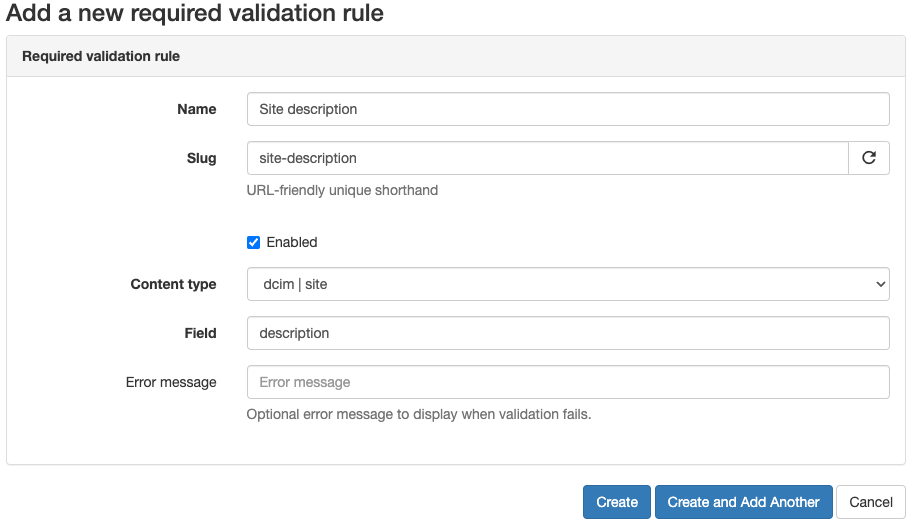 Add a new required validation rule
Required validation rule
Name
Site description
Slug
site-description
URL-friendly unique shorthand
Enabled
Content type
dcim | site
Field
description
Error message
Error message
Optional error message to display when validation fails.
Create
Create and Add Another
Cancel